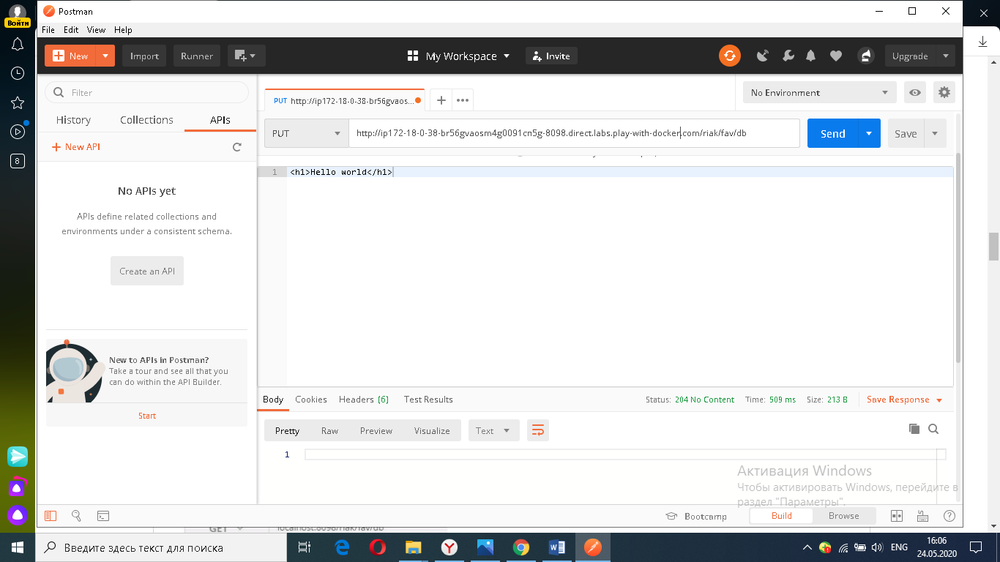 Войти
8
Postman
File Edit View Help
New Import Runner My Workspace Invite Upgrade
Filter
History Collections APIs
New API
No APIs yet
APIs define related collections and
environments under a consistent schema.
Create an API
New to APIs in Postman?
Take a tour and see all that you
can do within the API Builder.
Start
PUT http://ip172-18-0-38-br56gvaos...
No Environment
PUT http://ip172-18-0-38-br56gvaosm4g0091cn5g-8098.direct.labs.play-with-docker.com/riak/fav/db Send Save
1 <h1>Hello world</h1>
Body Cookies Headers (6) Test Results Status: 204 No Content Time: 509 ms Size: 213 B Save Response
Pretty Raw Preview Visualize Text
1
Активация Windows
Чтобы активировать Windows, перейдите в
раздел "Параметры".
Bootcamp Build Browse
GET localhost:8098/riak/fav/db
Введите здесь текст для поиска
ENG
16:06
24.05.2020